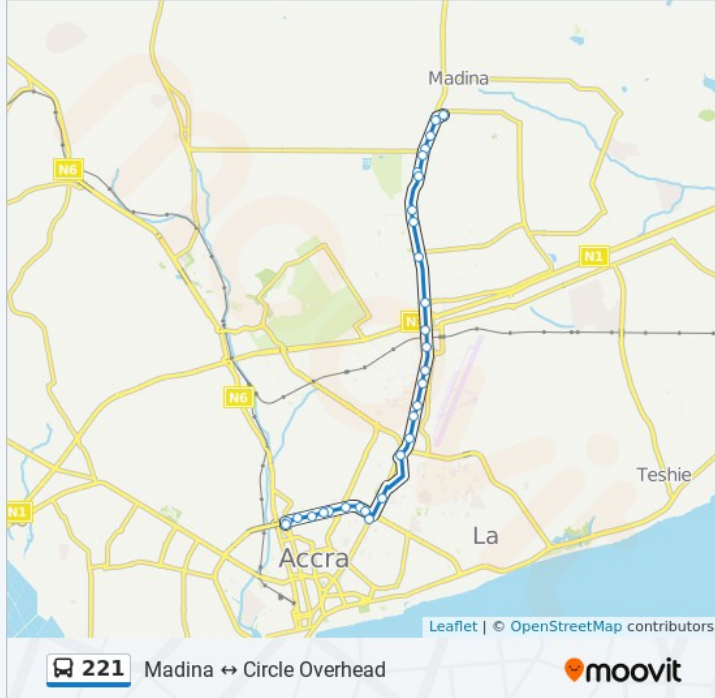 Madina
N6
N1
N1
N6
Teshie
N1
La
Accra
Leaflet | © OpenStreetMap contributors
221 Madina ↔ Circle Overhead
moovit